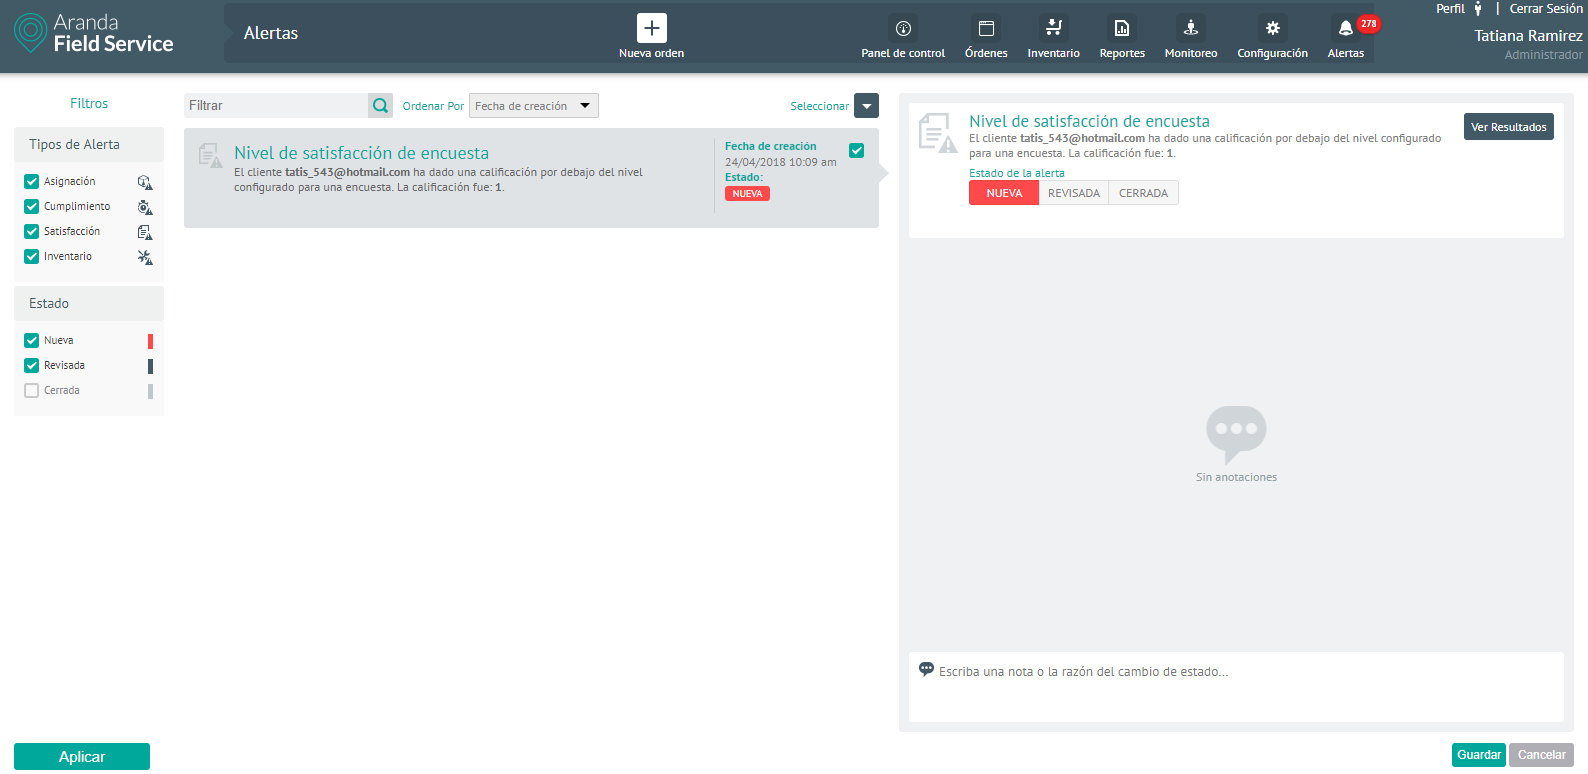 Aranda
Field Service
Alertas
Nueva orden
Panel de control
Órdenes
Inventario
Reportes
Monitoreo
Configuración
Alertas
278
Perfil | Cerrar Sesión
Tatiana Ramirez
Administrador
Filtros
Tipos de Alerta
Asignación
Cumplimiento
Satisfacción
Inventario
Estado
Nueva
Revisada
Cerrada
Aplicar
Filtrar
Ordenar Por
Fecha de creación
Seleccionar
Nivel de satisfacción de encuesta
El cliente tatis_543@hotmail.com ha dado una calificación por debajo del nivel
configurado para una encuesta. La calificación fue: 1.
Fecha de creación
24/04/2018 10:09 am
Estado:
NUEVA
Nivel de satisfacción de encuesta
El cliente tatis_543@hotmail.com ha dado una calificación por debajo del nivel configurado
para una encuesta. La calificación fue: 1.
Ver Resultados
Estado de la alerta
NUEVA
REVISADA
CERRADA
Sin anotaciones
Escriba una nota o la razón del cambio de estado...
Guardar
Cancelar